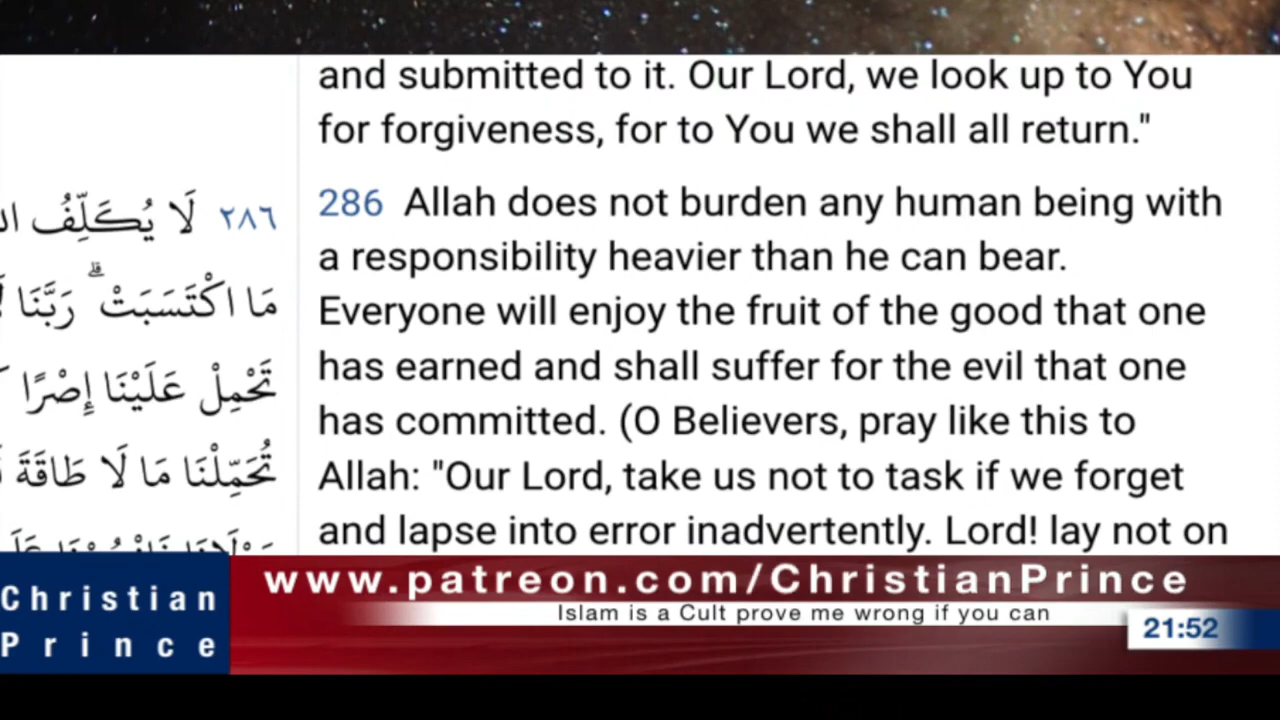 and submitted to it. Our Lord, we look up to You
for forgiveness, for to You we shall all return."
٢٨٦ لَا يُكَلِّفُ
286 Allah does not burden any human being with
a responsibility heavier than he can bear.
مَا اكْتَسَبَتْ ۗ رَبَّنَا
Everyone will enjoy the fruit of the good that one
has earned and shall suffer for the evil that one
تَحْمِلْ عَلَيْنَا إِصْرًا
has committed. (O Believers, pray like this to
تُحَمِّلْنَا مَا لَا طَاقَةَ
Allah: "Our Lord, take us not to task if we forget
and lapse into error inadvertently. Lord! lay not on
Christian
Prince
www.patreon.com/ChristianPrince
Islam is a Cult prove me wrong if you can
21:52